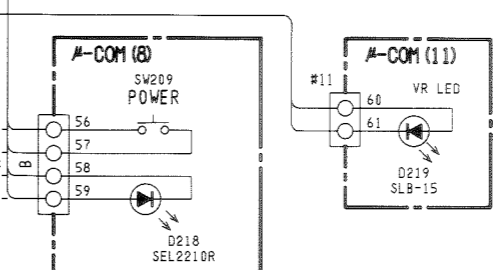 μ-COM (8)
SW209
POWER
56
57
58
59
B
D218
SEL2210R
μ-COM (11)
#11
VR LED
60
61
D219
SLB-15